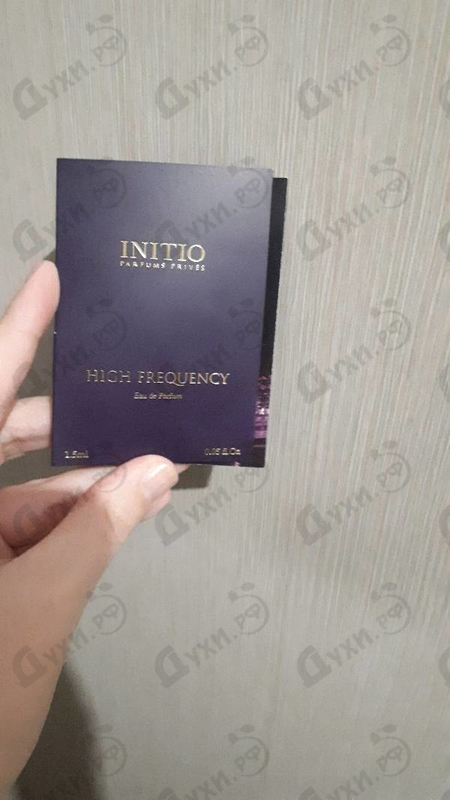 INITIO
PARFUMS PRIVÉS
HIGH FREQUENCY
Eau de Parfum
1.5ml 0.05 fl.Oz
Духи.рф